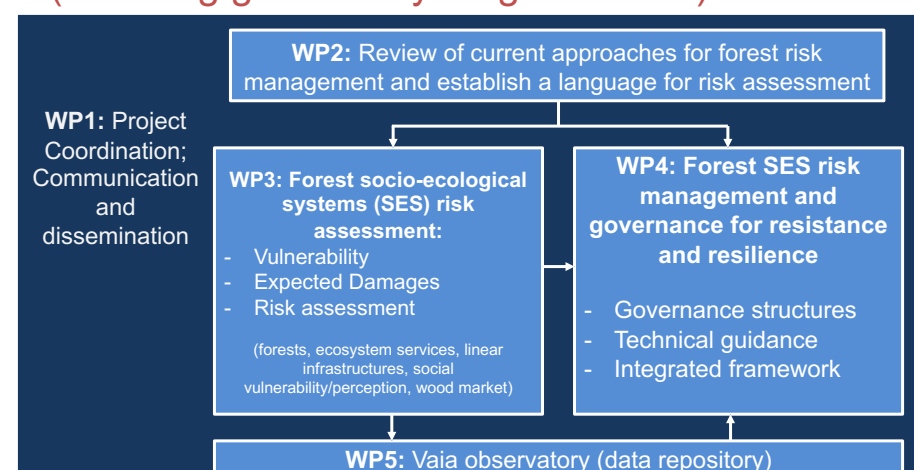 WP2: Review of current approaches for forest risk
management and establish a language for risk assessment
WP1: Project
Coordination;
Communication
and
dissemination
WP3: Forest socio-ecological
systems (SES) risk
assessment:
- Vulnerability
- Expected Damages
- Risk assessment
(forests, ecosystem services, linear
infrastructures, social
vulnerability/perception, wood market)
WP4: Forest SES risk
management and
governance for resistance
and resilience
- Governance structures
- Technical guidance
- Integrated framework
WP5: Vaia observatory (data repository)